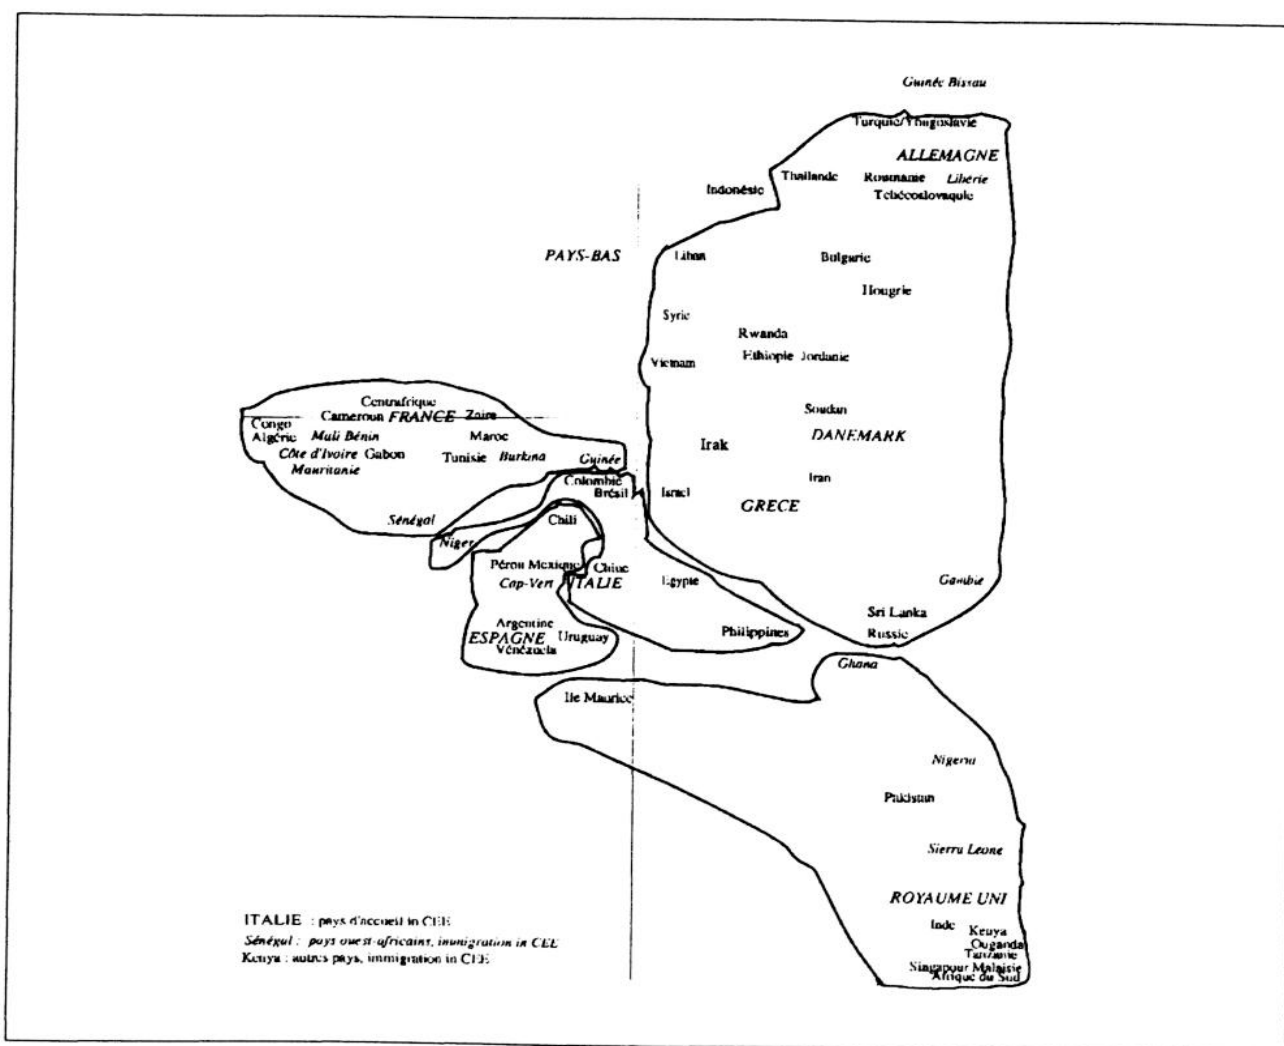 Guinée Bissau
Turquie/Yougoslavie
ALLEMAGNE
Thaïlande Roumanie Libérie
Indonésie
Tchécoslovaquie
PAYS-BAS Liban Bulgarie
Hongrie
Syrie
Rwanda
Vietnam Ethiopie Jordanie
Centrafrique
Cameroun FRANCE Zaire
Soudan
Congo
Algérie Mali Bénin Maroc DANEMARK
Irak
Côte d'Ivoire Gabon Tunisie Burkina Guinée
Mauritanie
Colombie Iran
Brésil Israel
GRECE
Sénégal Chili
Niger
Pérou Mexique Chine
Cap-Vert ITALIE Egypte Gambie
Sri Lanka
Argentine
ESPAGNE Uruguay Philippines Russie
Vénézuela
Ghana
Ile Maurice
Nigeria
Pakistan
Sierra Leone
ROYAUME UNI
Inde Kenya
Ouganda
Tanzanie
Singapour Malaisie
Afrique du Sud
ITALIE : pays d'accueil in CEE
Sénégal : pays ouest-africains, immigration in CEE
Kenya : autres pays, immigration in CEE